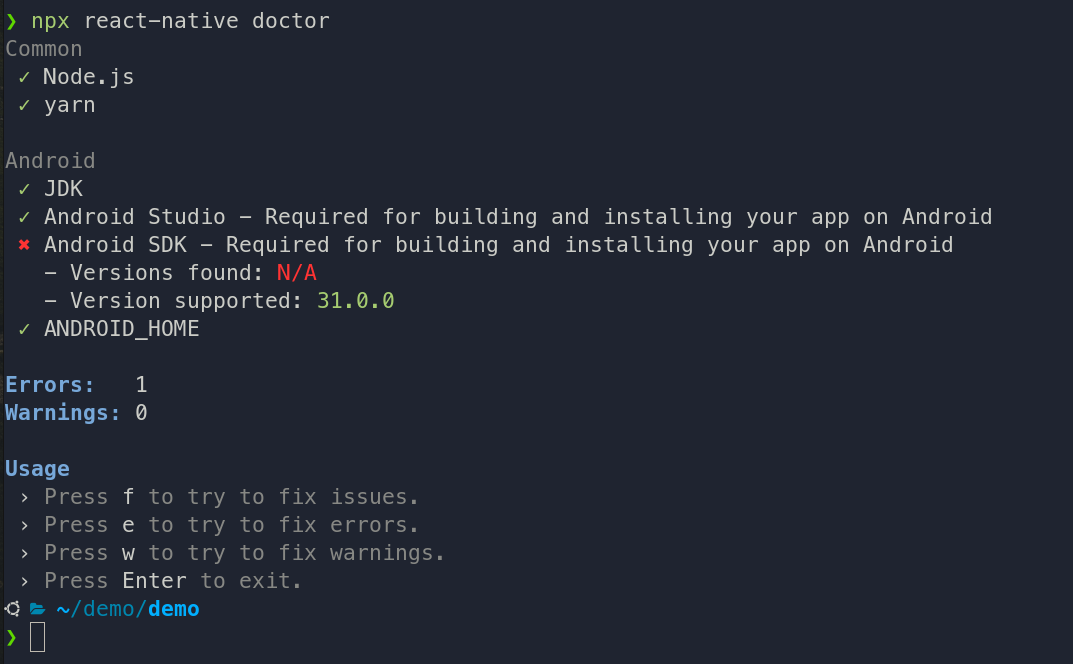 ❯ npx react-native doctor
Common
✓ Node.js
✓ yarn
Android
✓ JDK
✓ Android Studio – Required for building and installing your app on Android
✖ Android SDK – Required for building and installing your app on Android
– Versions found: N/A
– Version supported: 31.0.0
✓ ANDROID_HOME
Errors: 1
Warnings: 0
Usage
› Press f to try to fix issues.
› Press e to try to fix errors.
› Press w to try to fix warnings.
› Press Enter to exit.
~/demo/demo
❯